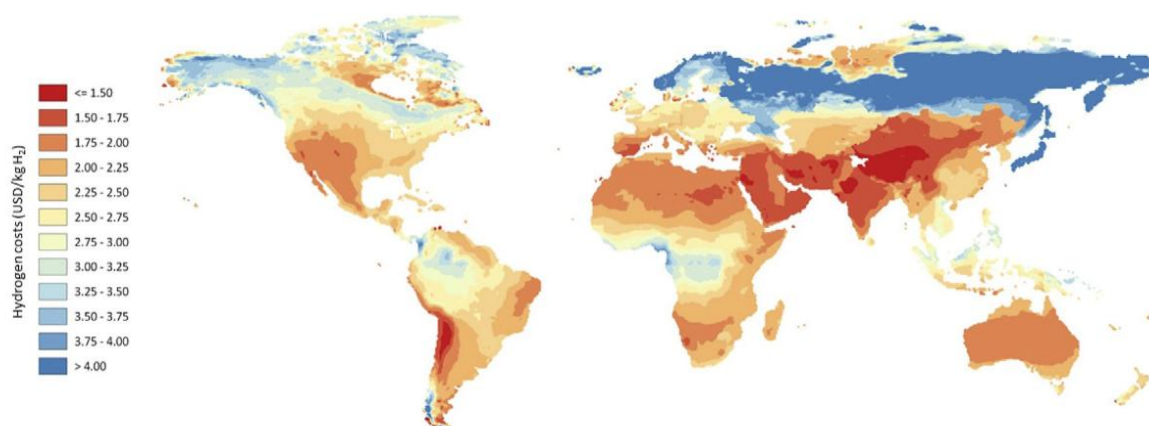 Hydrogen costs (USD/kg H₂)
<= 1.50
1.50 - 1.75
1.75 - 2.00
2.00 - 2.25
2.25 - 2.50
2.50 - 2.75
2.75 - 3.00
3.00 - 3.25
3.25 - 3.50
3.50 - 3.75
3.75 - 4.00
> 4.00